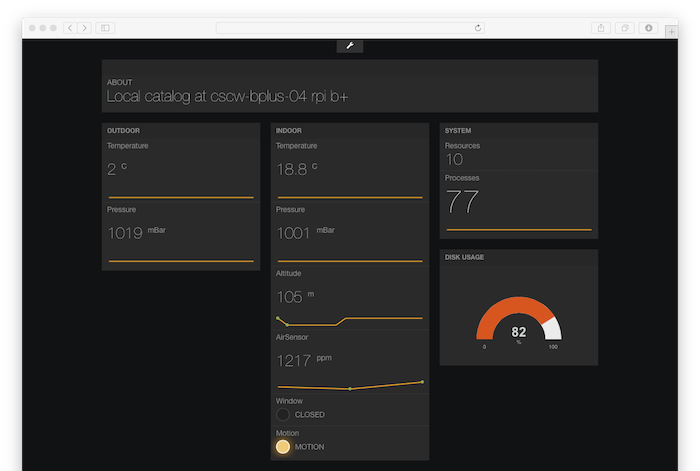 ABOUT
Local catalog at cscw-bplus-04 rpi b+
OUTDOOR
Temperature
2 C
Pressure
1019 mBar
INDOOR
Temperature
18.8 C
Pressure
1001 mBar
Altitude
105 m
AirSensor
1217 ppm
Window
CLOSED
Motion
MOTION
SYSTEM
Resources
10
Processes
77
DISK USAGE
82
%
0 100